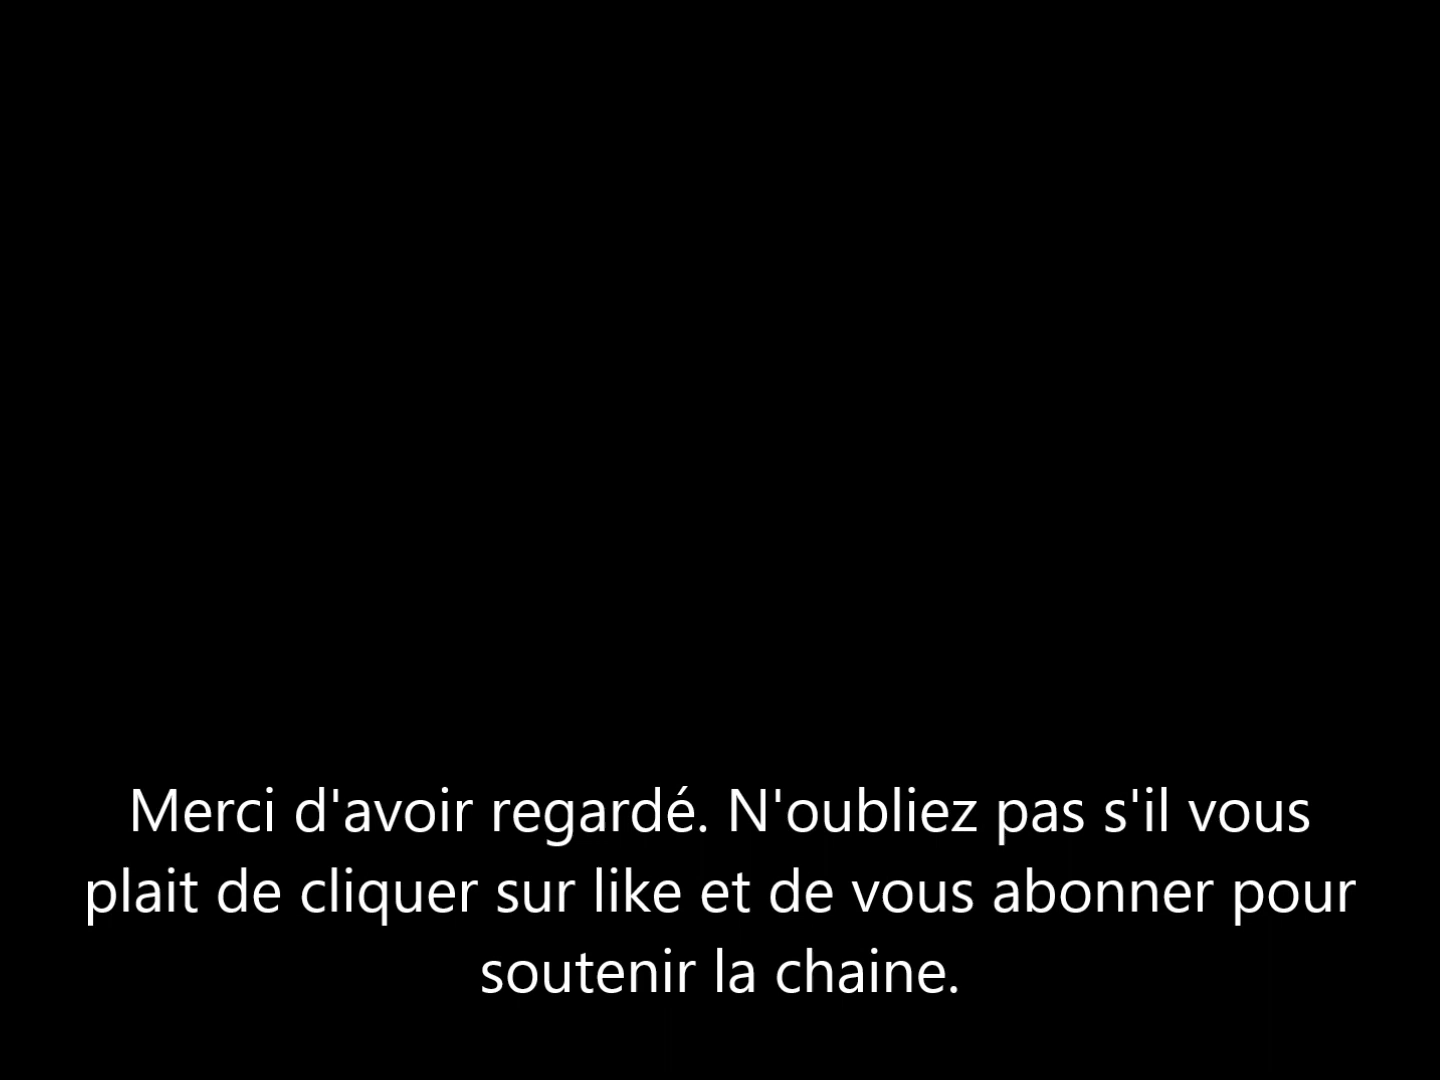 Merci d'avoir regardé. N'oubliez pas s'il vous
plait de cliquer sur like et de vous abonner pour
soutenir la chaine.